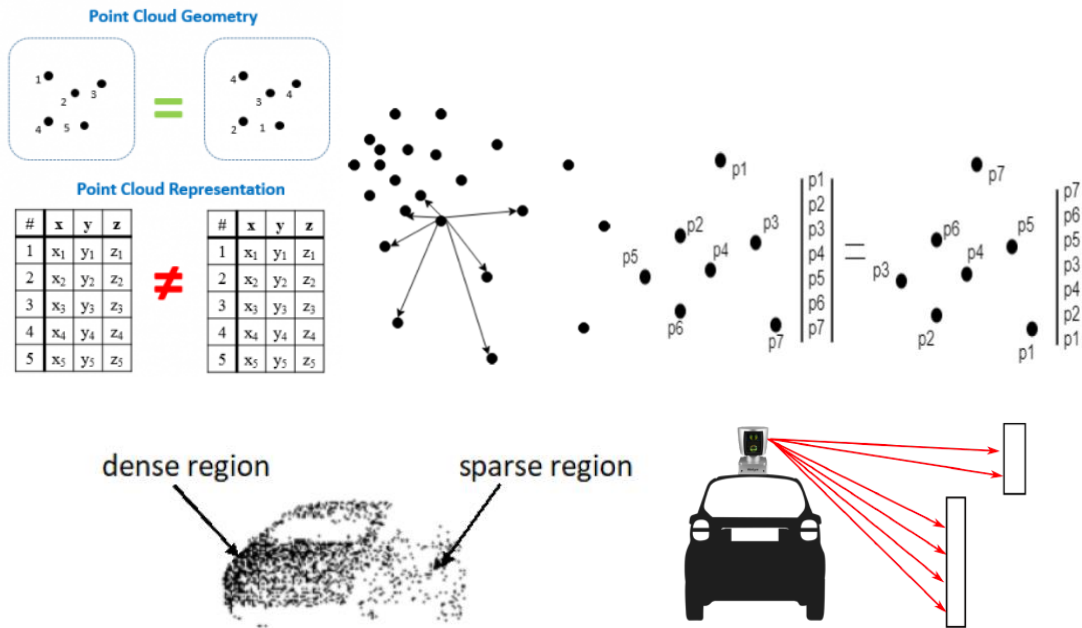 Point Cloud Geometry
1 2 3 4 5
4 3 4 2 1
Point Cloud Representation
# x y z
1 x₁ y₁ z₁
2 x₂ y₂ z₂
3 x₃ y₃ z₃
4 x₄ y₄ z₄
5 x₅ y₅ z₅
≠
# x y z
1 x₁ y₁ z₁
2 x₂ y₂ z₂
3 x₃ y₃ z₃
4 x₄ y₄ z₄
5 x₅ y₅ z₅
p1
p2
p3
p5
p4
p6
p7
p1
p2
p3
p4
p5
p6
p7
=
p7
p6
p5
p3
p4
p2
p1
p7
p6
p5
p3
p4
p2
p1
dense region
sparse region